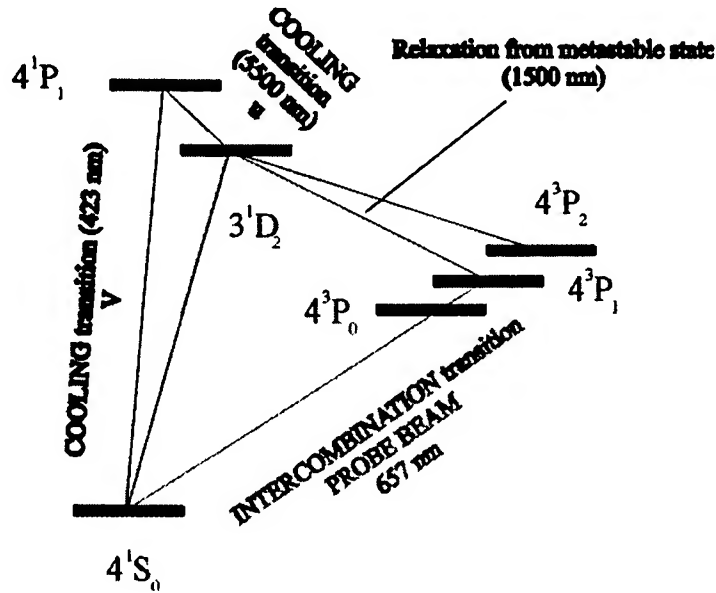 COOLING
transition
(5500 nm)
u
Relaxation from metastable state
(1500 nm)
4¹P₁
3¹D₂
4³P₂
4³P₁
4³P₀
COOLING transition (423 nm)
V
INTERCOMBINATION transition
PROBE BEAM
657 nm
4¹S₀